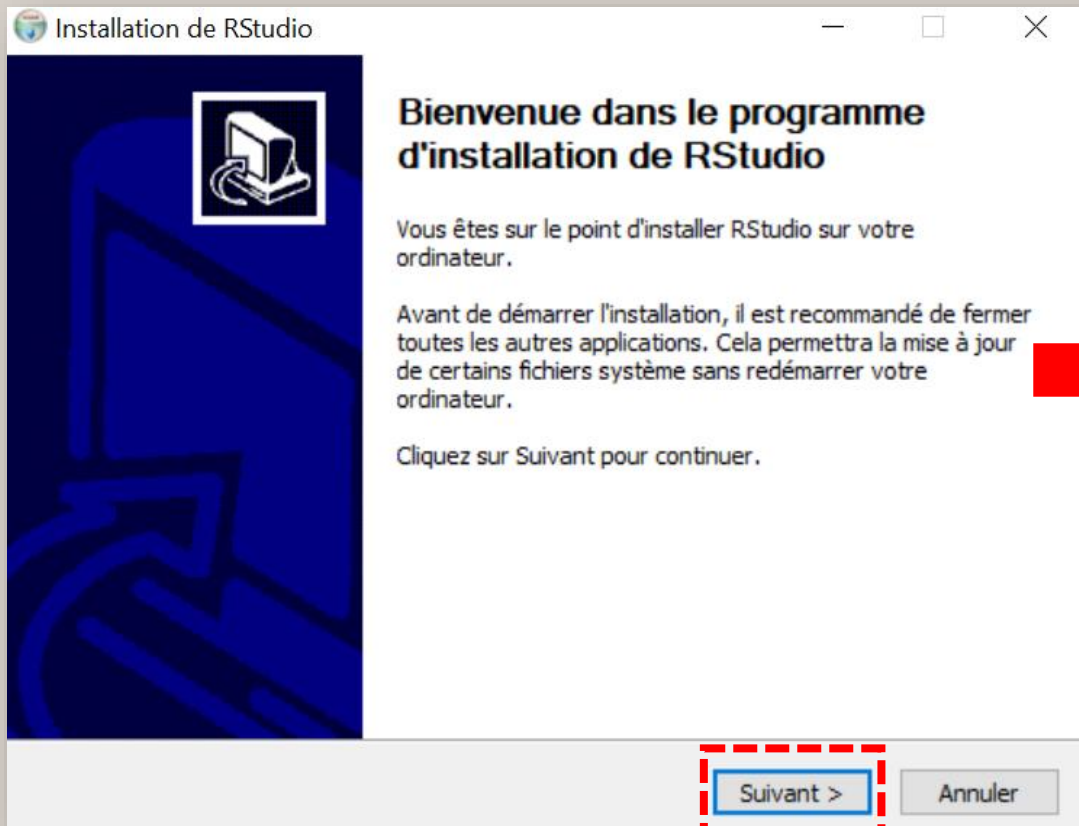 Installation de RStudio
Bienvenue dans le programme
d'installation de RStudio
Vous êtes sur le point d'installer RStudio sur votre
ordinateur.
Avant de démarrer l'installation, il est recommandé de fermer
toutes les autres applications. Cela permettra la mise à jour
de certains fichiers système sans redémarrer votre
ordinateur.
Cliquez sur Suivant pour continuer.
Suivant >
Annuler